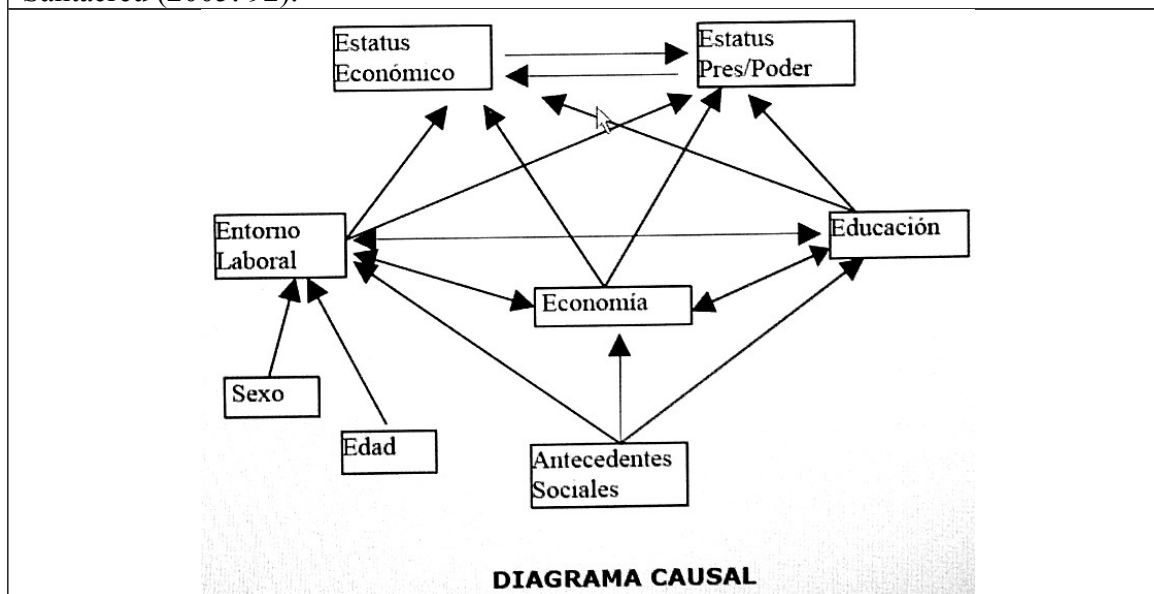 Estatus
Económico
Estatus
Pres/Poder
Entorno
Laboral
Educación
Economía
Sexo
Edad
Antecedentes
Sociales
DIAGRAMA CAUSAL